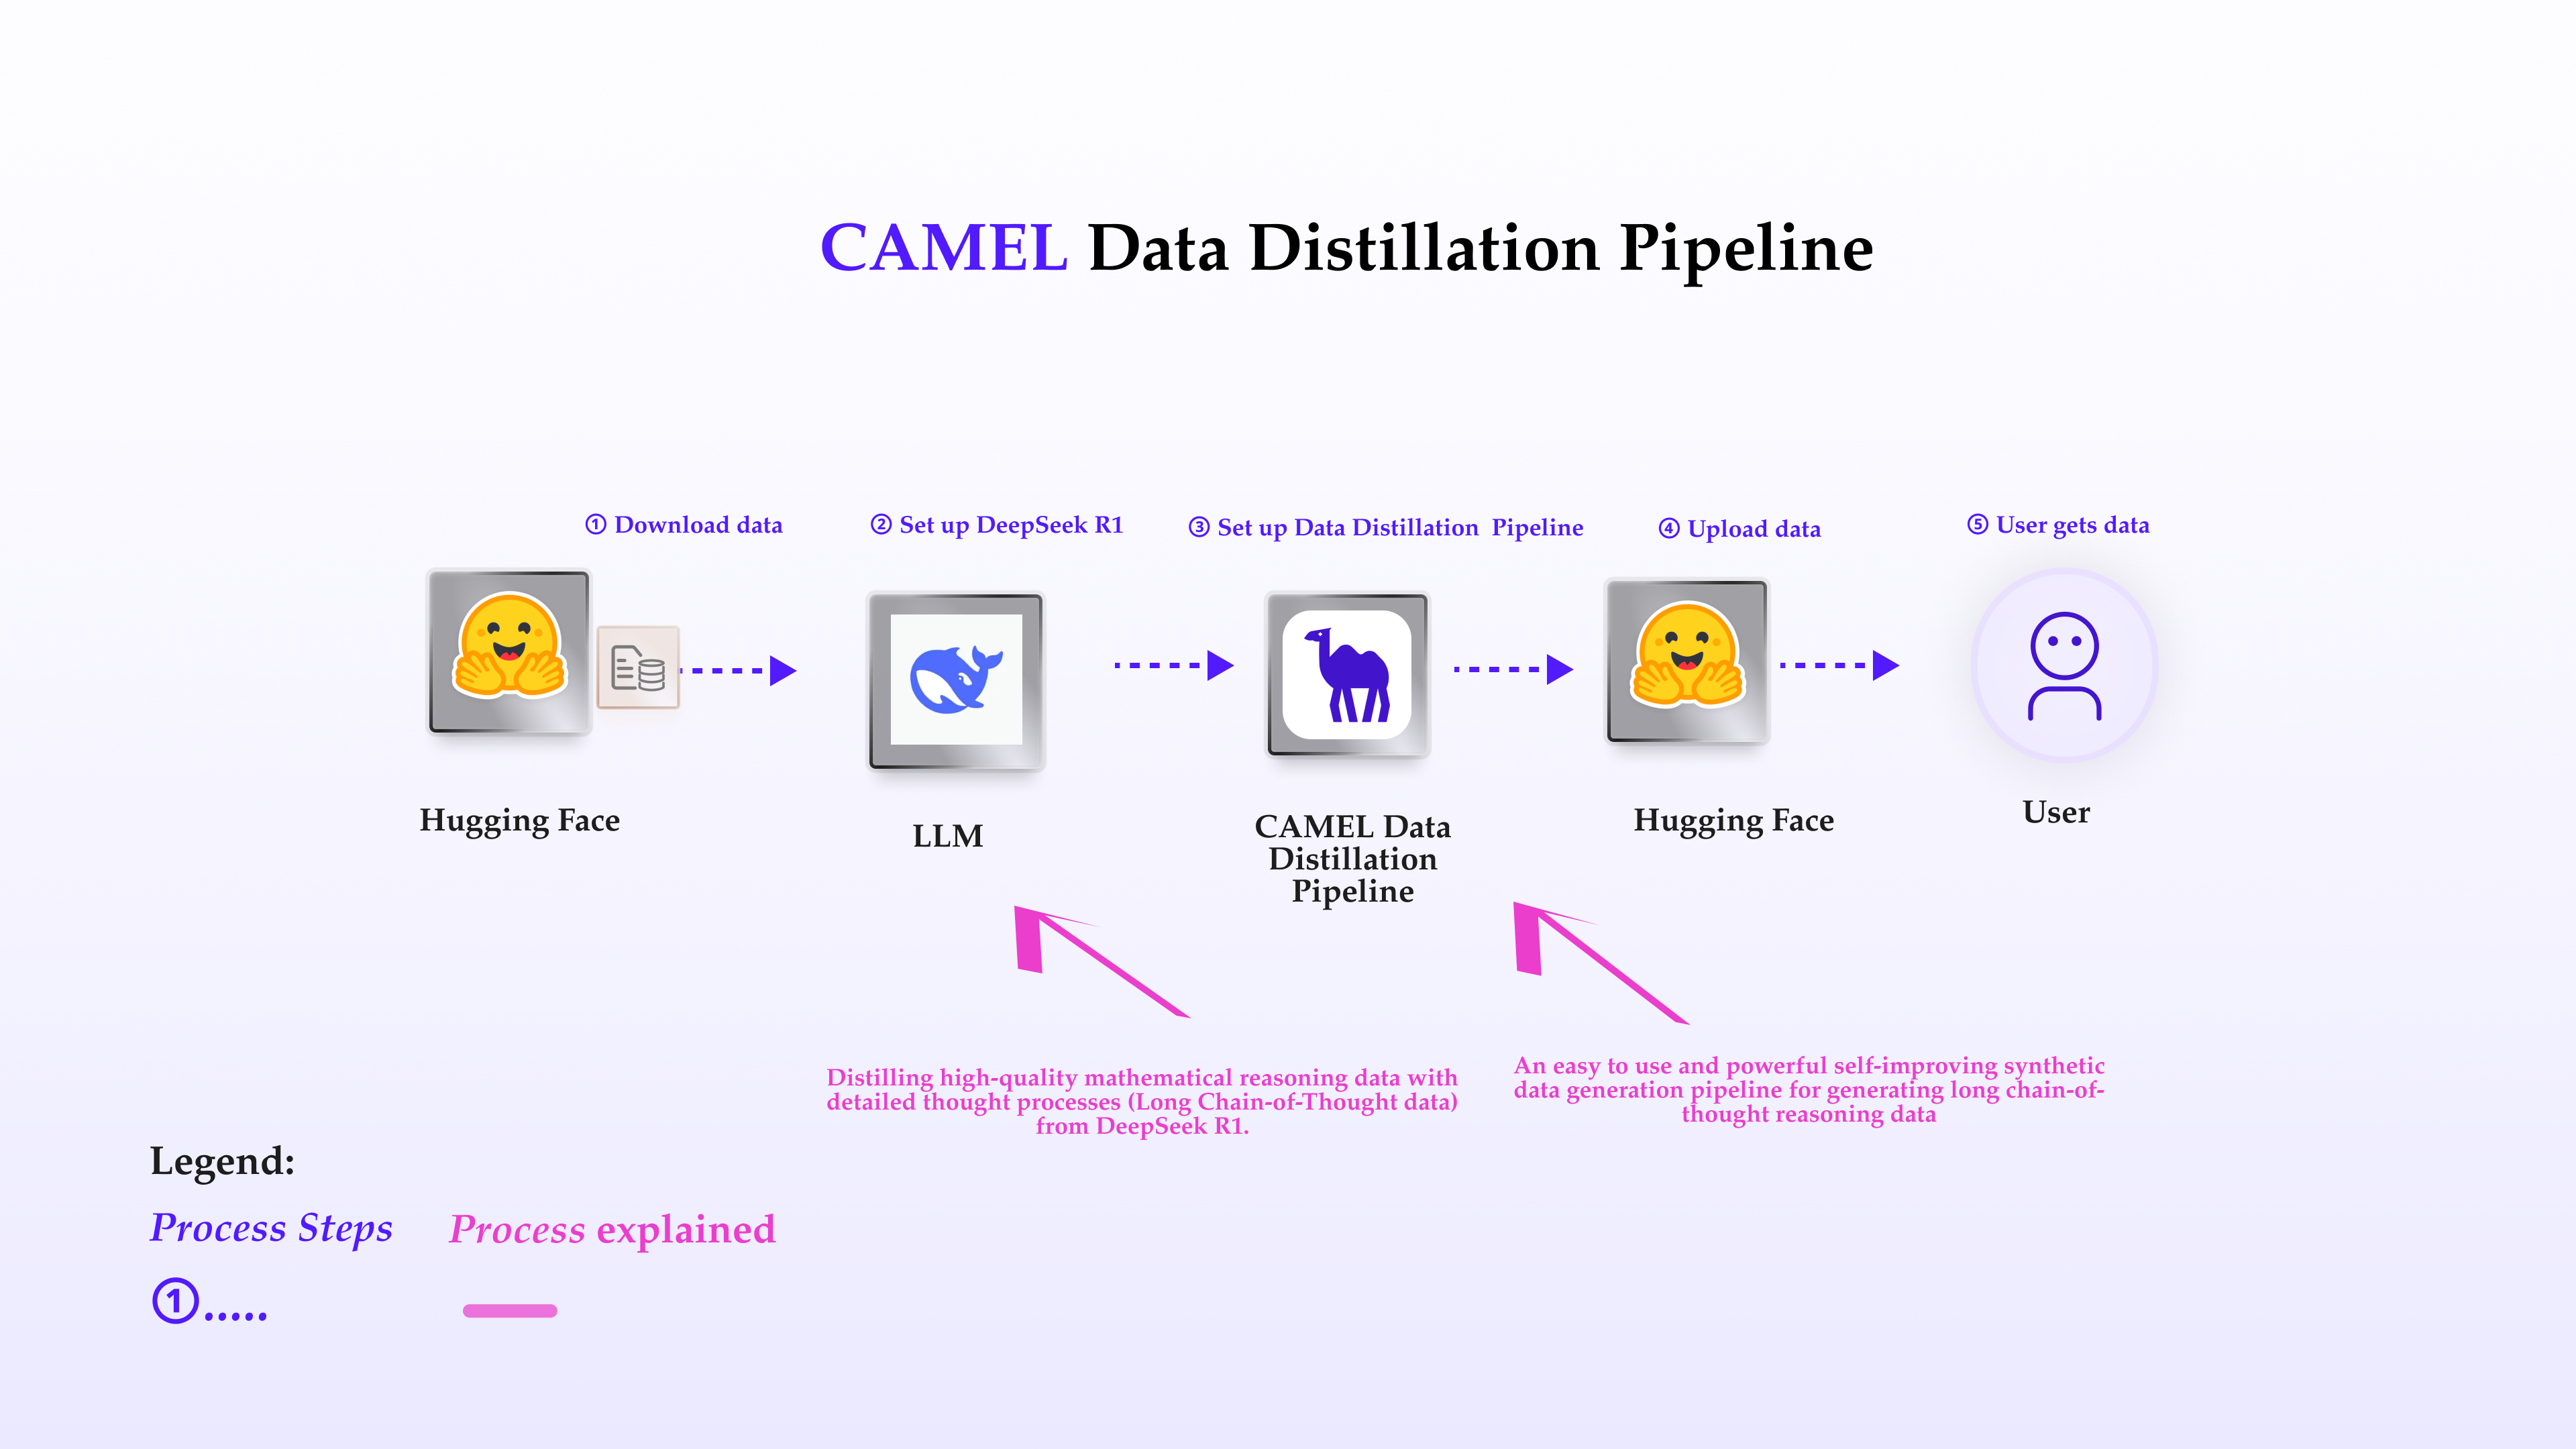 CAMEL Data Distillation Pipeline
① Download data
② Set up DeepSeek R1
③ Set up Data Distillation Pipeline
④ Upload data
⑤ User gets data
Hugging Face
LLM
CAMEL Data
Distillation
Pipeline
Hugging Face
User
Distilling high-quality mathematical reasoning data with
detailed thought processes (Long Chain-of-Thought data)
from DeepSeek R1.
An easy to use and powerful self-improving synthetic
data generation pipeline for generating long chain-of-
thought reasoning data
Legend:
Process Steps
Process explained
①.....